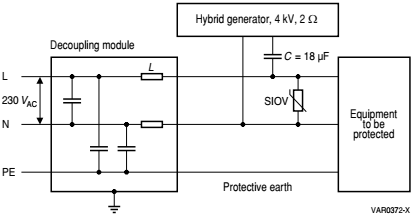 Hybrid generator, 4 kV, 2 Ω
Decoupling module
L
C = 18 µF
L
230 V_AC
SIOV
Equipment
to be
protected
N
PE
Protective earth
VAR0372-X